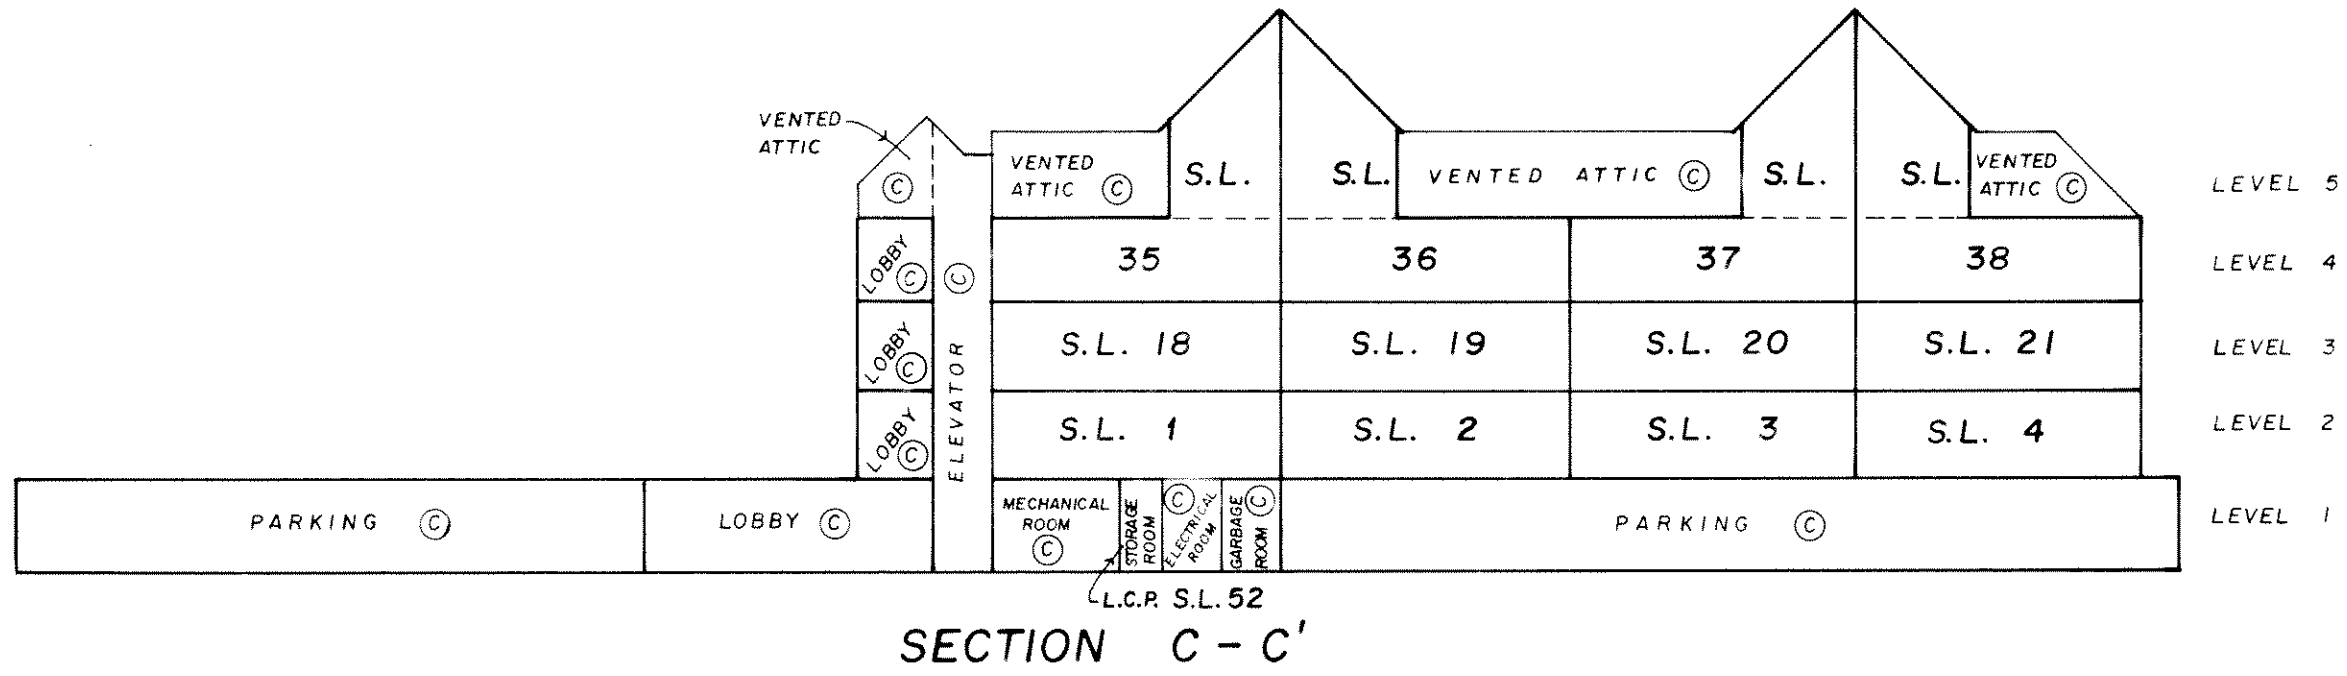 VENTED
ATTIC
C
VENTED
ATTIC C
S.L.
S.L.
VENTED ATTIC C
S.L.
S.L.
VENTED
ATTIC C
LEVEL 5
LOBBY
C
C
35
36
37
38
LEVEL 4
LOBBY
C
ELEVATOR
S.L. 18
S.L. 19
S.L. 20
S.L. 21
LEVEL 3
LOBBY
C
S.L. 1
S.L. 2
S.L. 3
S.L. 4
LEVEL 2
PARKING C
LOBBY C
MECHANICAL
ROOM
C
STORAGE
ROOM
C
ELECTRICAL
ROOM
GARBAGE
ROOM C
PARKING C
LEVEL 1
L.C.P. S.L. 52
SECTION C - C'